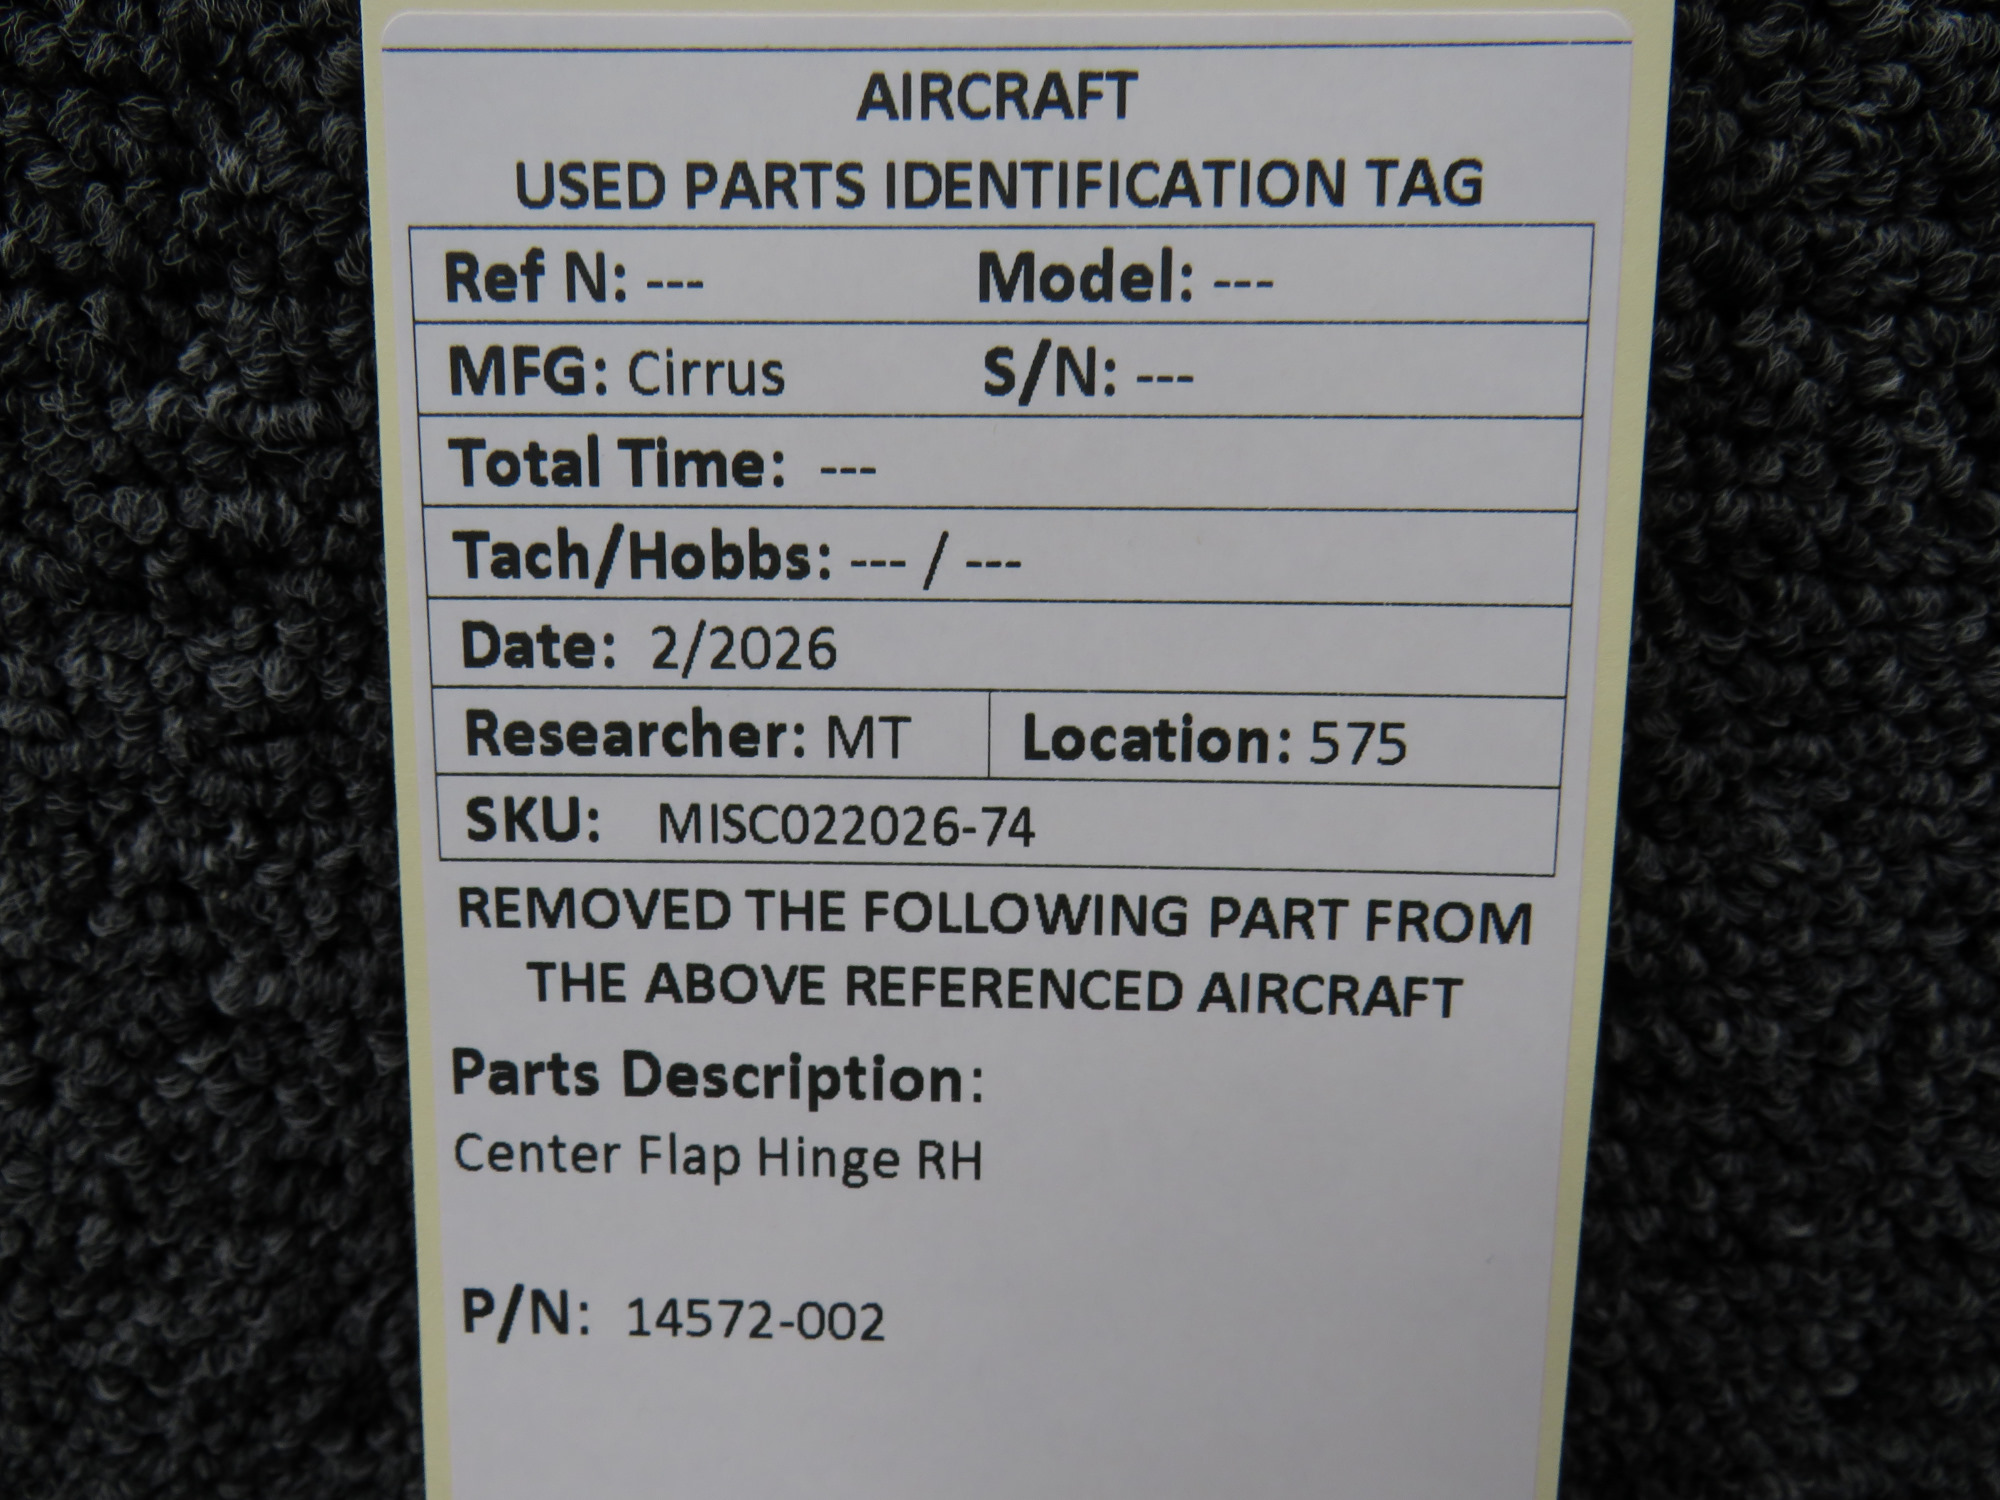 AIRCRAFT
USED PARTS IDENTIFICATION TAG
Ref N: --- Model: ---
MFG: Cirrus S/N: ---
Total Time: ---
Tach/Hobbs: --- / ---
Date: 2/2026
Researcher: MT Location: 575
SKU: MISC022026-74
REMOVED THE FOLLOWING PART FROM
THE ABOVE REFERENCED AIRCRAFT
Parts Description:
Center Flap Hinge RH
P/N: 14572-002